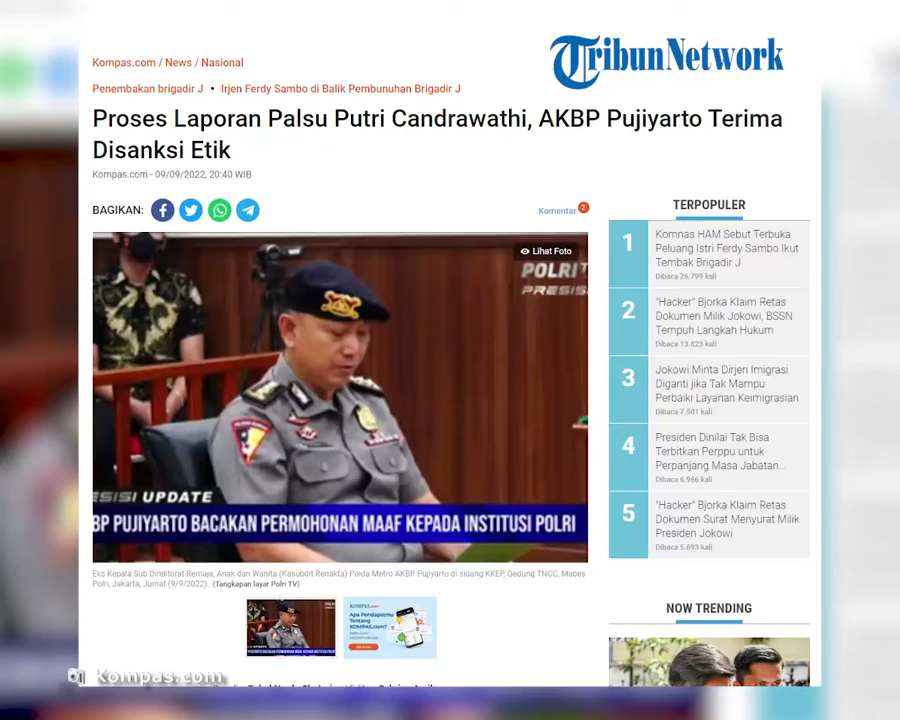 TribunNetwork
Kompas.com / News / Nasional
Penembakan brigadir J • Irjen Ferdy Sambo di Balik Pembunuhan Brigadir J
Proses Laporan Palsu Putri Candrawathi, AKBP Pujiyarto Terima
Disanksi Etik
Kompas.com - 09/09/2022, 20:40 WIB
BAGIKAN:
Komentar 2
Lihat Foto
POLRI T
PRESIS
ESISI UPDATE
BP PUJIYARTO BACAKAN PERMOHONAN MAAF KEPADA INSTITUSI POLRI
Eks Kepala Sub Direktorat Remaja, Anak dan Wanita (Kasubdit Renakta) Polda Metro AKBP Pujiyarto di sidang KKEP, Gedung TNCC, Mabes
Polri, Jakarta, Jumat (9/9/2022). (Tangkapan layar Polri TV)
KOMPAS.com
Apa Pendapatmu
Tentang
KOMPAS.com?
TERPOPULER
1
Komnas HAM Sebut Terbuka
Peluang Istri Ferdy Sambo Ikut
Tembak Brigadir J
Dibaca 26.799 kali
2
"Hacker" Bjorka Klaim Retas
Dokumen Milik Jokowi, BSSN
Tempuh Langkah Hukum
Dibaca 13.823 kali
3
Jokowi Minta Dirjen Imigrasi
Diganti jika Tak Mampu
Perbaiki Layanan Keimigrasian
Dibaca 7.501 kali
4
Presiden Dinilai Tak Bisa
Terbitkan Perppu untuk
Perpanjang Masa Jabatan...
Dibaca 6.966 kali
5
"Hacker" Bjorka Klaim Retas
Dokumen Surat Menyurat Milik
Presiden Jokowi
Dibaca 5.693 kali
NOW TRENDING
Kompas.com